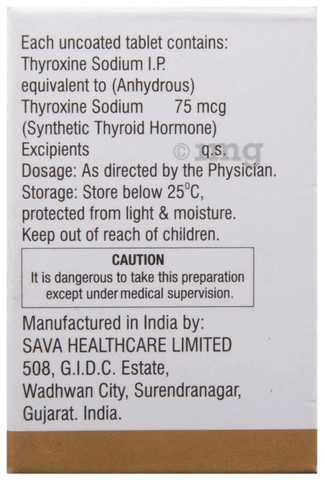 Each uncoated tablet contains:
Thyroxine Sodium I.P.
equivalent to (Anhydrous)
Thyroxine Sodium 75 mcg
(Synthetic Thyroid Hormone)
Excipients q.s.
Dosage: As directed by the Physician.
Storage: Store below 25⁰C,
protected from light & moisture.
Keep out of reach of children.
CAUTION
It is dangerous to take this preparation
except under medical supervision.
Manufactured in India by:
SAVA HEALTHCARE LIMITED
508, G.I.D.C. Estate,
Wadhwan City, Surendranagar,
Gujarat. India.